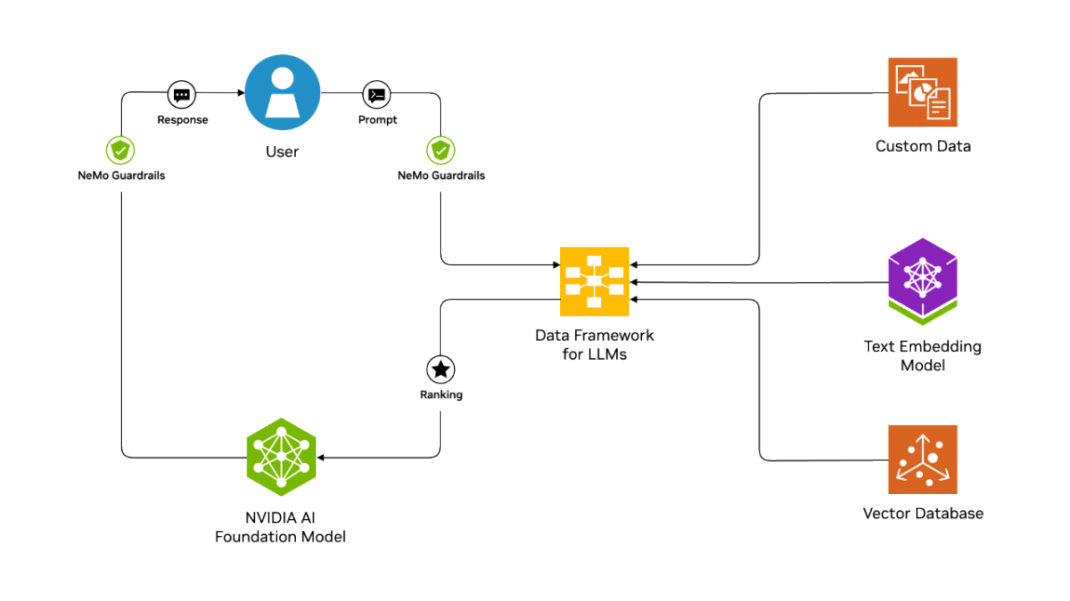 Response
Prompt
User
NeMo Guardrails
NeMo Guardrails
Custom Data
Data Framework
for LLMs
Text Embedding
Model
Ranking
NVIDIA AI
Foundation Model
Vector Database